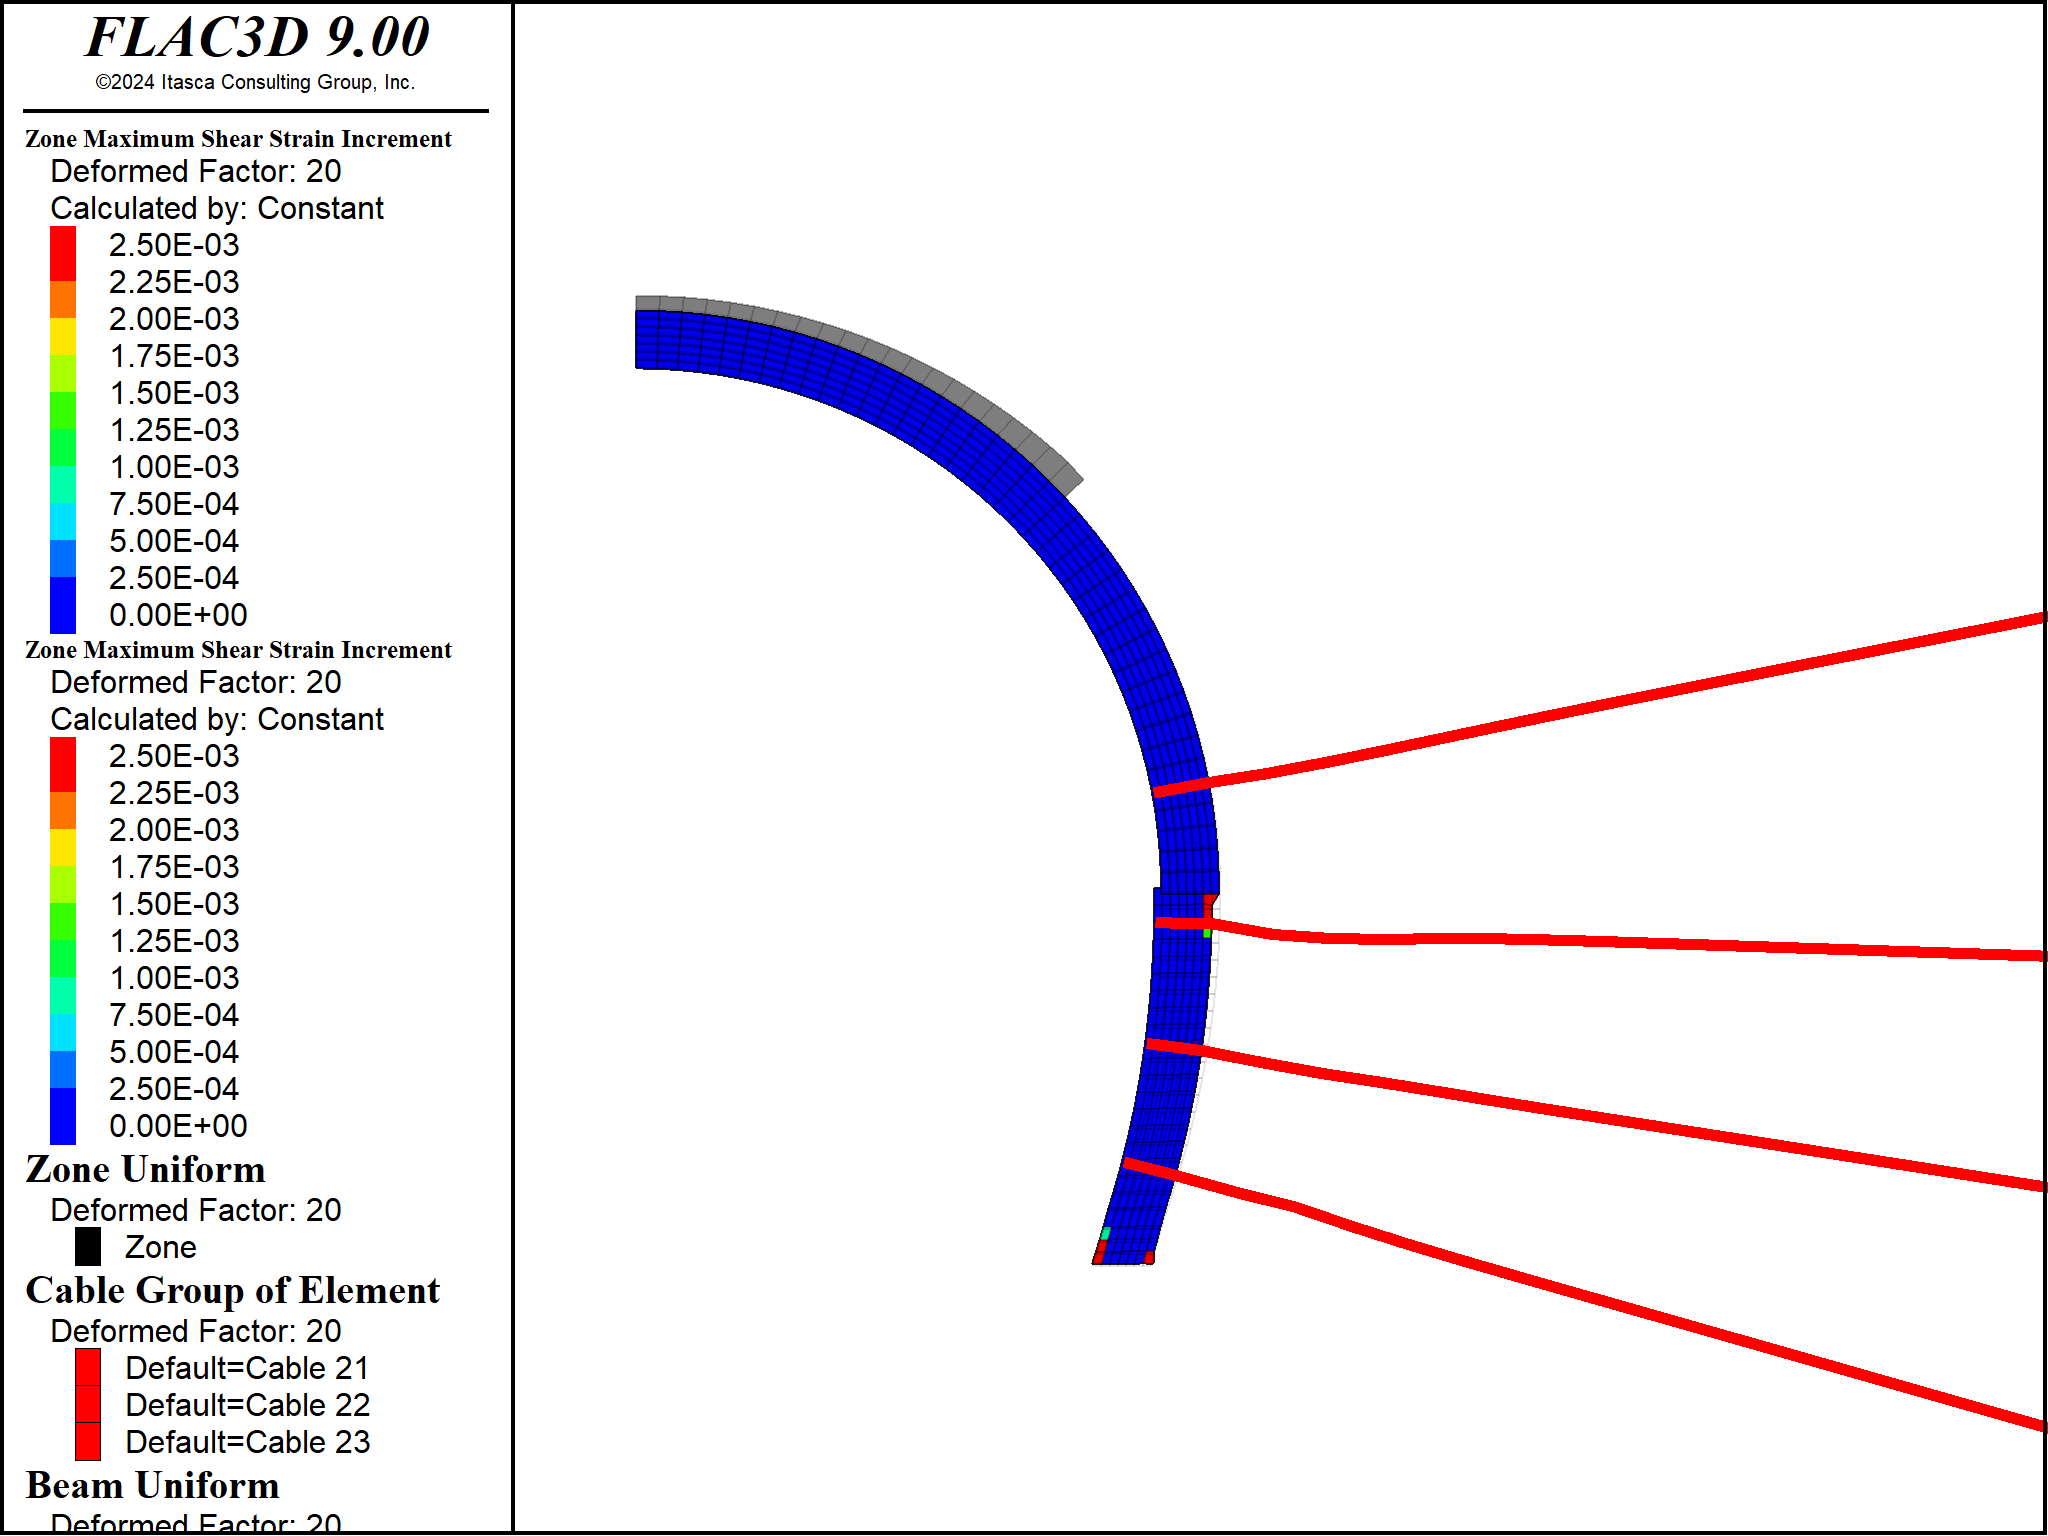 FLAC3D 9.00
©2024 Itasca Consulting Group, Inc.
Zone Maximum Shear Strain Increment
Deformed Factor: 20
Calculated by: Constant
2.50E-03
2.25E-03
2.00E-03
1.75E-03
1.50E-03
1.25E-03
1.00E-03
7.50E-04
5.00E-04
2.50E-04
0.00E+00
Zone Maximum Shear Strain Increment
Deformed Factor: 20
Calculated by: Constant
2.50E-03
2.25E-03
2.00E-03
1.75E-03
1.50E-03
1.25E-03
1.00E-03
7.50E-04
5.00E-04
2.50E-04
0.00E+00
Zone Uniform
Deformed Factor: 20
Zone
Cable Group of Element
Deformed Factor: 20
Default=Cable 21
Default=Cable 22
Default=Cable 23
Beam Uniform
Deformed Factor: 20